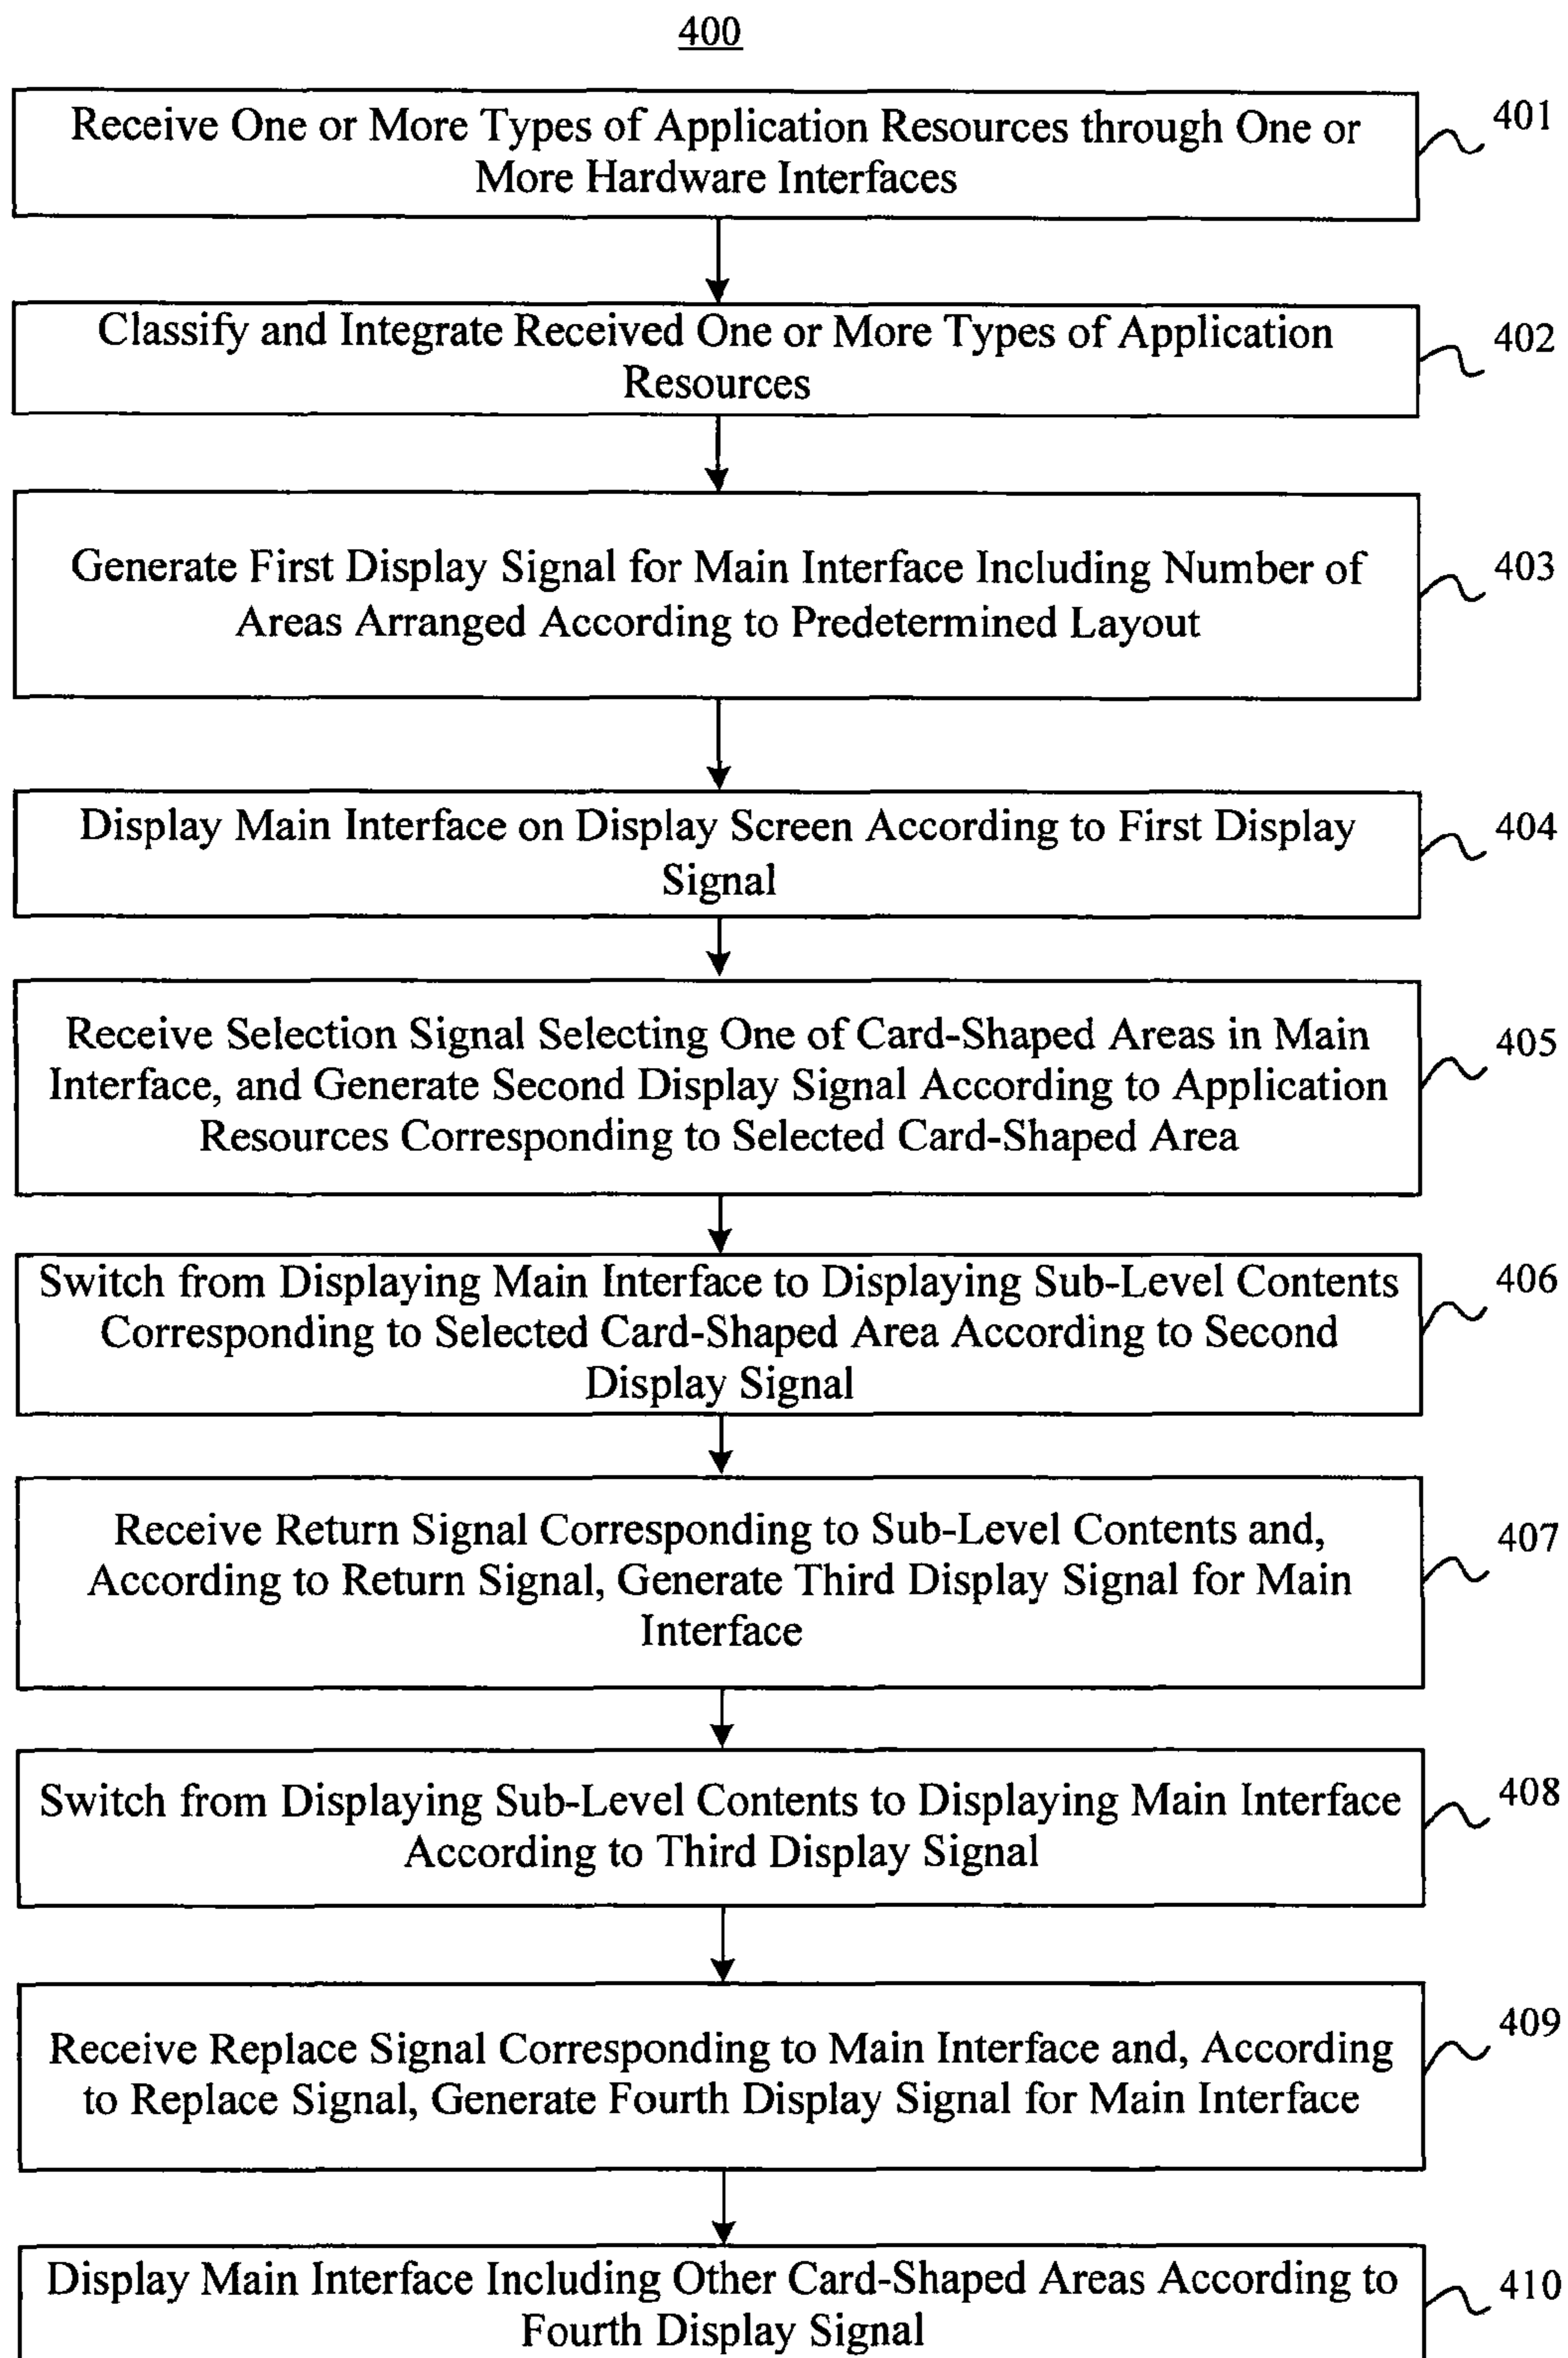 400
Receive One or More Types of Application Resources through One or
More Hardware Interfaces
401
Classify and Integrate Received One or More Types of Application
Resources
402
Generate First Display Signal for Main Interface Including Number of
Areas Arranged According to Predetermined Layout
403
Display Main Interface on Display Screen According to First Display
Signal
404
Receive Selection Signal Selecting One of Card-Shaped Areas in Main
Interface, and Generate Second Display Signal According to Application
Resources Corresponding to Selected Card-Shaped Area
405
Switch from Displaying Main Interface to Displaying Sub-Level Contents
Corresponding to Selected Card-Shaped Area According to Second
Display Signal
406
Receive Return Signal Corresponding to Sub-Level Contents and,
According to Return Signal, Generate Third Display Signal for Main
Interface
407
Switch from Displaying Sub-Level Contents to Displaying Main Interface
According to Third Display Signal
408
Receive Replace Signal Corresponding to Main Interface and, According
to Replace Signal, Generate Fourth Display Signal for Main Interface
409
Display Main Interface Including Other Card-Shaped Areas According to
Fourth Display Signal
410